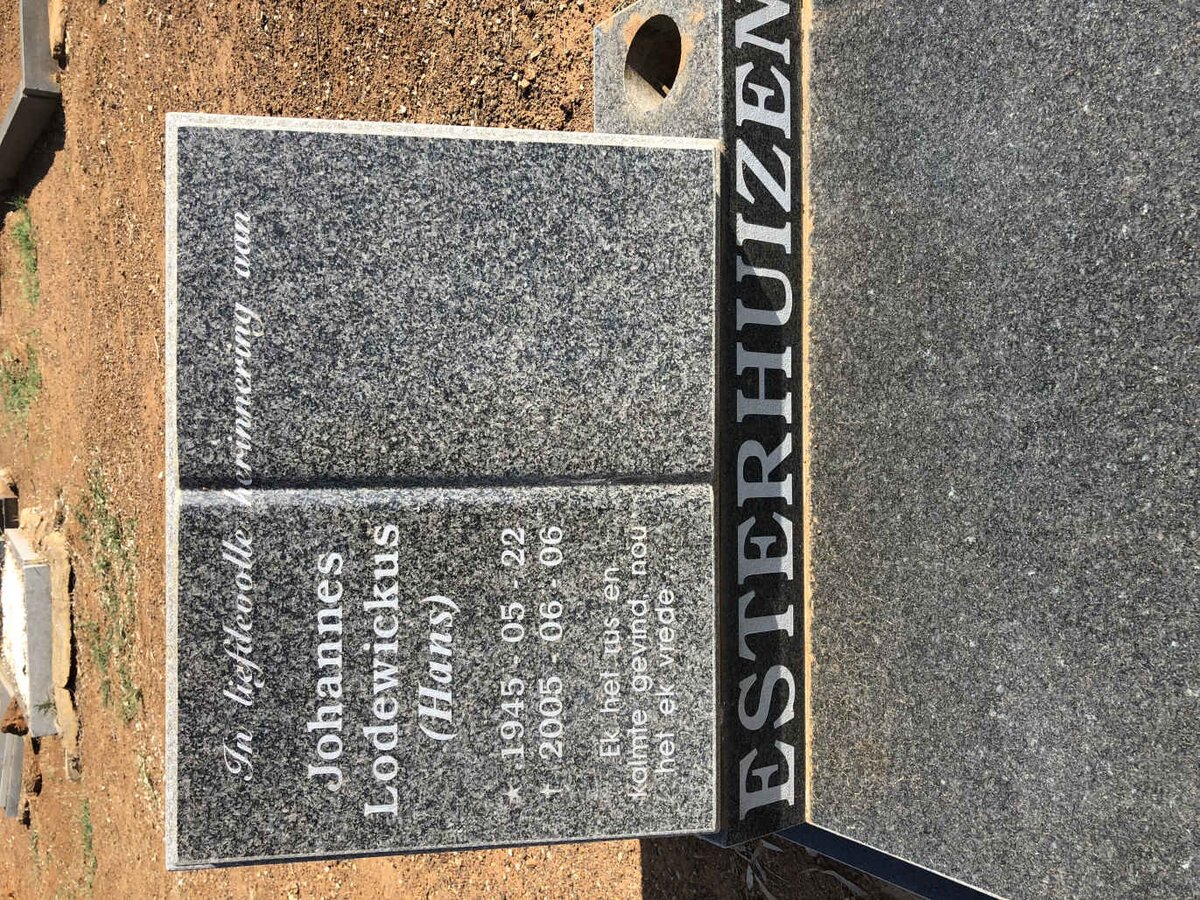 In liefdevolle herinnering aan
Johannes
Lodewickus
(Hans)
★ 1945 - 05 - 22
† 2005 - 06 - 06
Ek het rus en
kalmte gevind, nou
het ek vrede...
ESTERHUIZEN